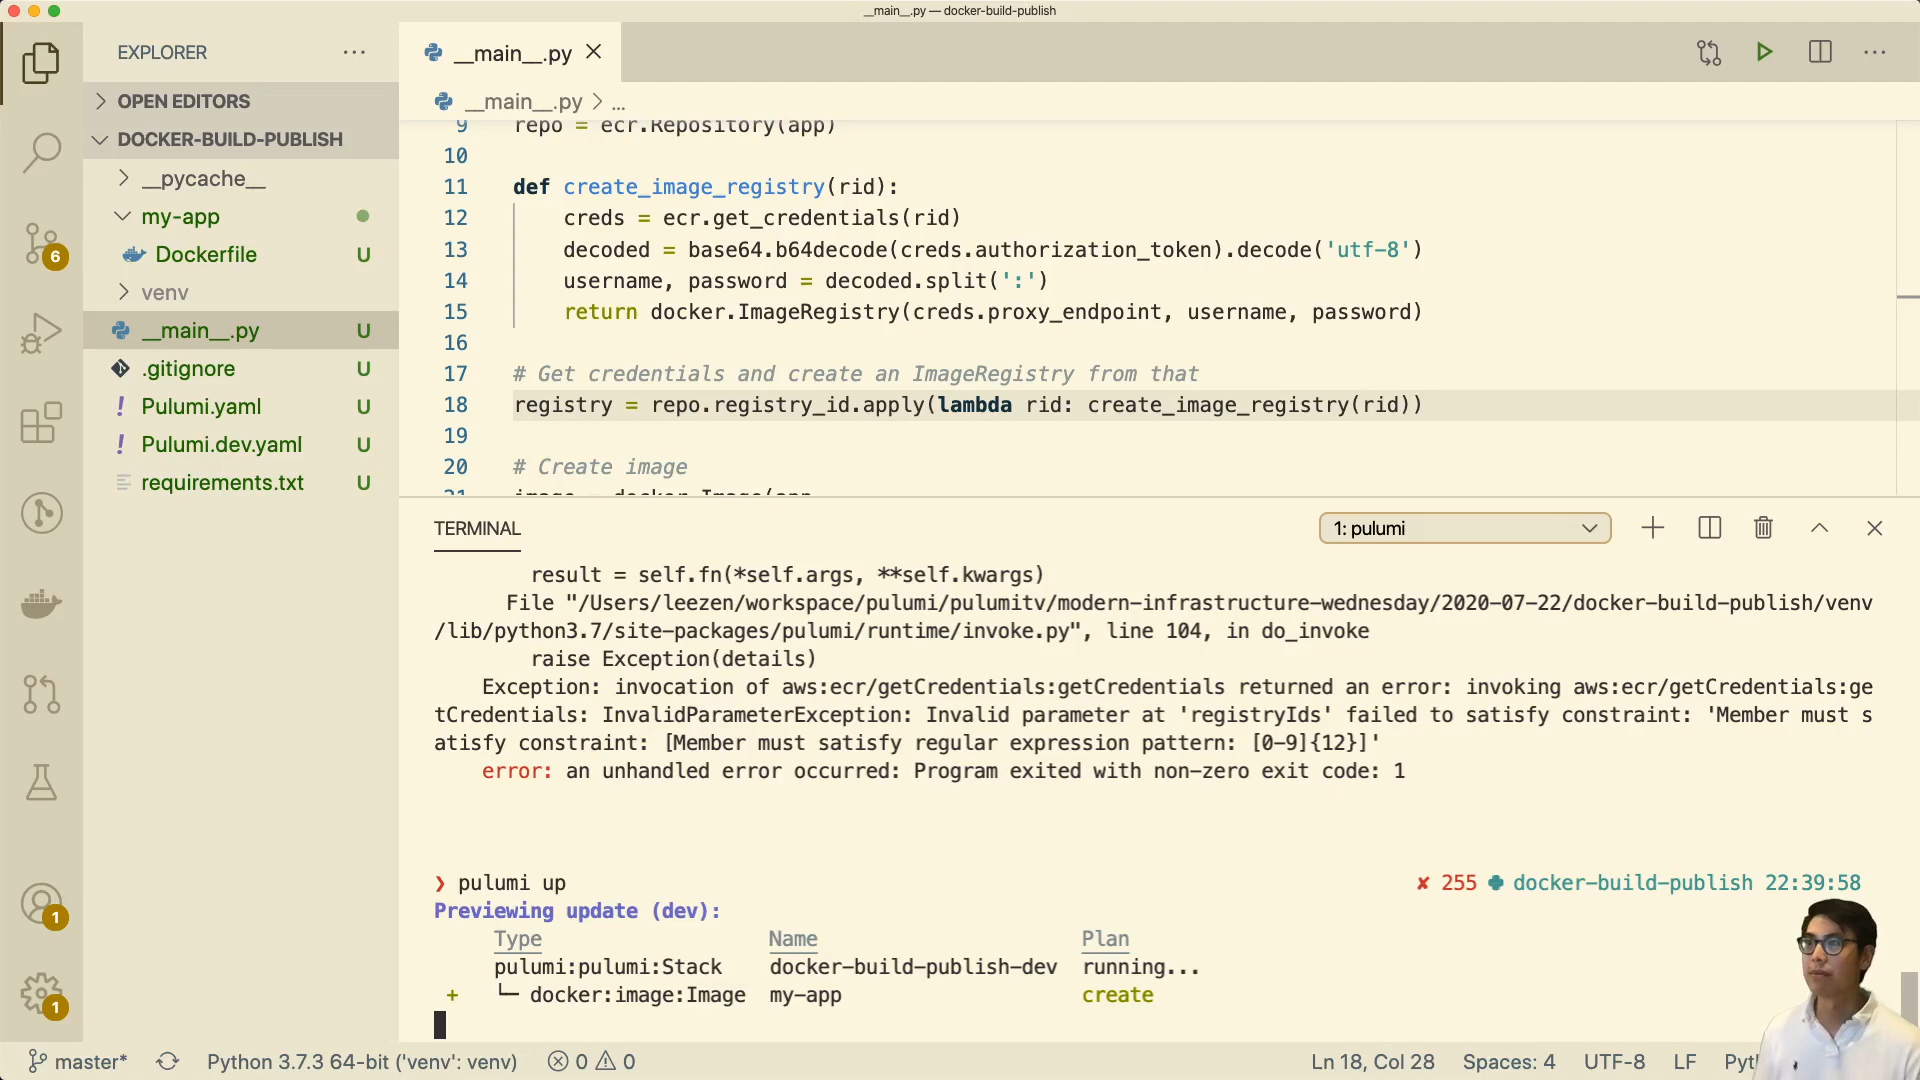 __main__.py — docker-build-publish
EXPLORER
OPEN EDITORS
DOCKER-BUILD-PUBLISH
__pycache__
my-app
Dockerfile U
venv
__main__.py U
.gitignore U
Pulumi.yaml U
Pulumi.dev.yaml U
requirements.txt U
6
1
1
__main__.py
__main__.py > ...
9 repo = ecr.Repository(app)
10
11 def create_image_registry(rid):
12 creds = ecr.get_credentials(rid)
13 decoded = base64.b64decode(creds.authorization_token).decode('utf-8')
14 username, password = decoded.split(':')
15 return docker.ImageRegistry(creds.proxy_endpoint, username, password)
16
17 # Get credentials and create an ImageRegistry from that
18 registry = repo.registry_id.apply(lambda rid: create_image_registry(rid))
19
20 # Create image
21 image = docker.Image(app,
TERMINAL
1: pulumi
result = self.fn(*self.args, **self.kwargs)
File "/Users/leezen/workspace/pulumi/pulumitv/modern-infrastructure-wednesday/2020-07-22/docker-build-publish/venv
/lib/python3.7/site-packages/pulumi/runtime/invoke.py", line 104, in do_invoke
raise Exception(details)
Exception: invocation of aws:ecr/getCredentials:getCredentials returned an error: invoking aws:ecr/getCredentials:ge
tCredentials: InvalidParameterException: Invalid parameter at 'registryIds' failed to satisfy constraint: 'Member must s
atisfy constraint: [Member must satisfy regular expression pattern: [0-9]{12}]'
error: an unhandled error occurred: Program exited with non-zero exit code: 1
❯ pulumi up ✘ 255 docker-build-publish 22:39:58
Previewing update (dev):
Type Name Plan
pulumi:pulumi:Stack docker-build-publish-dev running...
+ └─ docker:image:Image my-app create
master* Python 3.7.3 64-bit ('venv': venv) 0 0 Ln 18, Col 28 Spaces: 4 UTF-8 LF